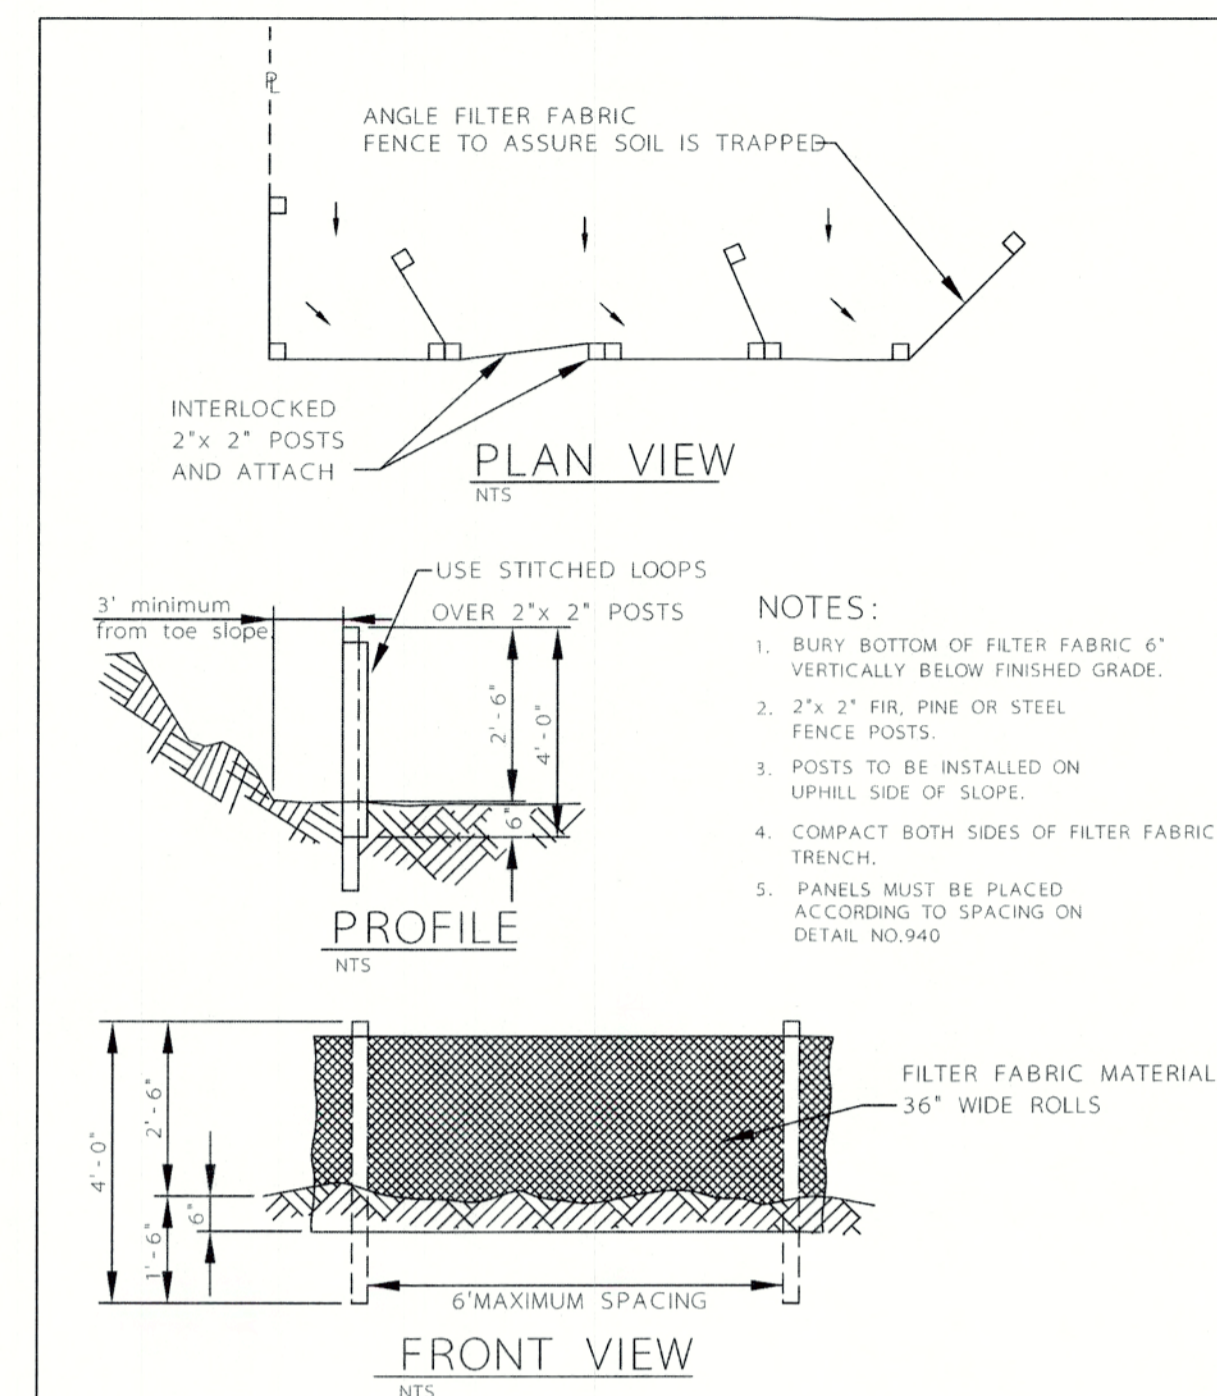 PL
ANGLE FILTER FABRIC
FENCE TO ASSURE SOIL IS TRAPPED
INTERLOCKED
2"x 2" POSTS
AND ATTACH
PLAN VIEW
NTS
3' minimum
from toe slope.
USE STITCHED LOOPS
OVER 2"x 2" POSTS
2'-6"
4'-0"
6"
PROFILE
NTS
NOTES:
1. BURY BOTTOM OF FILTER FABRIC 6"
VERTICALLY BELOW FINISHED GRADE.
2. 2"x 2" FIR, PINE OR STEEL
FENCE POSTS.
3. POSTS TO BE INSTALLED ON
UPHILL SIDE OF SLOPE.
4. COMPACT BOTH SIDES OF FILTER FABRIC
TRENCH.
5. PANELS MUST BE PLACED
ACCORDING TO SPACING ON
DETAIL NO.940
4'-0"
2'-6"
1'-6"
6"
FILTER FABRIC MATERIAL
36" WIDE ROLLS
6'MAXIMUM SPACING
FRONT VIEW
NTS